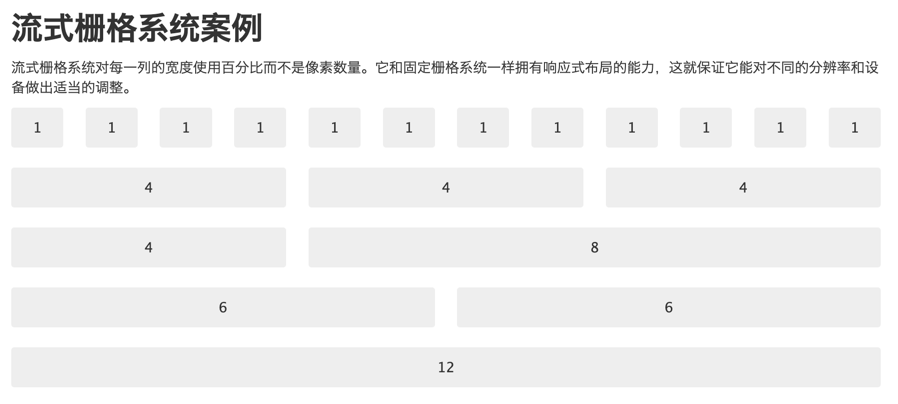 流式栅格系统案例
流式栅格系统对每一列的宽度使用百分比而不是像素数量。它和固定栅格系统一样拥有响应式布局的能力，这就保证它能对不同的分辨率和设
备做出适当的调整。
1 1 1 1 1 1 1 1 1 1 1 1
4 4 4
4 8
6 6
12